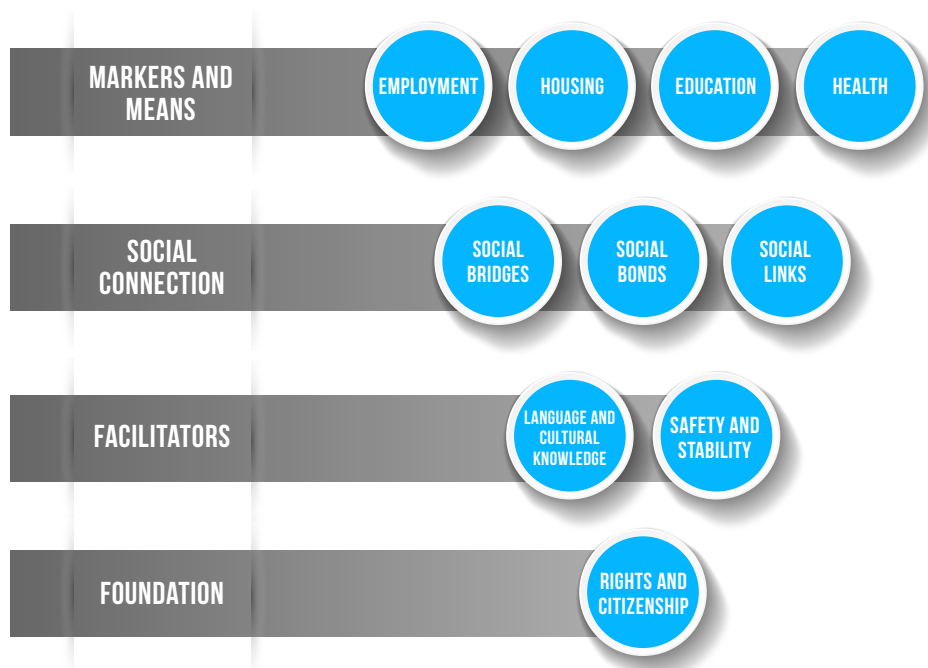 MARKERS AND
MEANS
EMPLOYMENT
HOUSING
EDUCATION
HEALTH
SOCIAL
CONNECTION
SOCIAL
BRIDGES
SOCIAL
BONDS
SOCIAL
LINKS
FACILITATORS
LANGUAGE AND
CULTURAL
KNOWLEDGE
SAFETY AND
STABILITY
FOUNDATION
RIGHTS AND
CITIZENSHIP